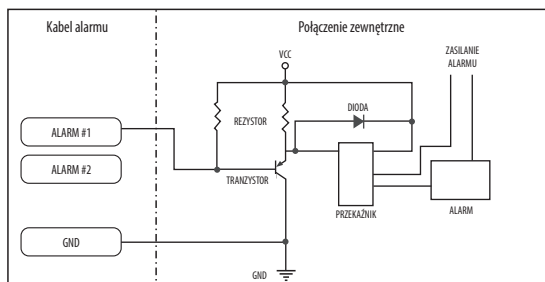 Kabel alarmu
Połączenie zewnętrzne
VCC
ZASILANIE
ALARMU
DIODA
REZYSTOR
ALARM #1
ALARM #2
TRANZYSTOR
PRZEKAŹNIK
ALARM
GND
GND